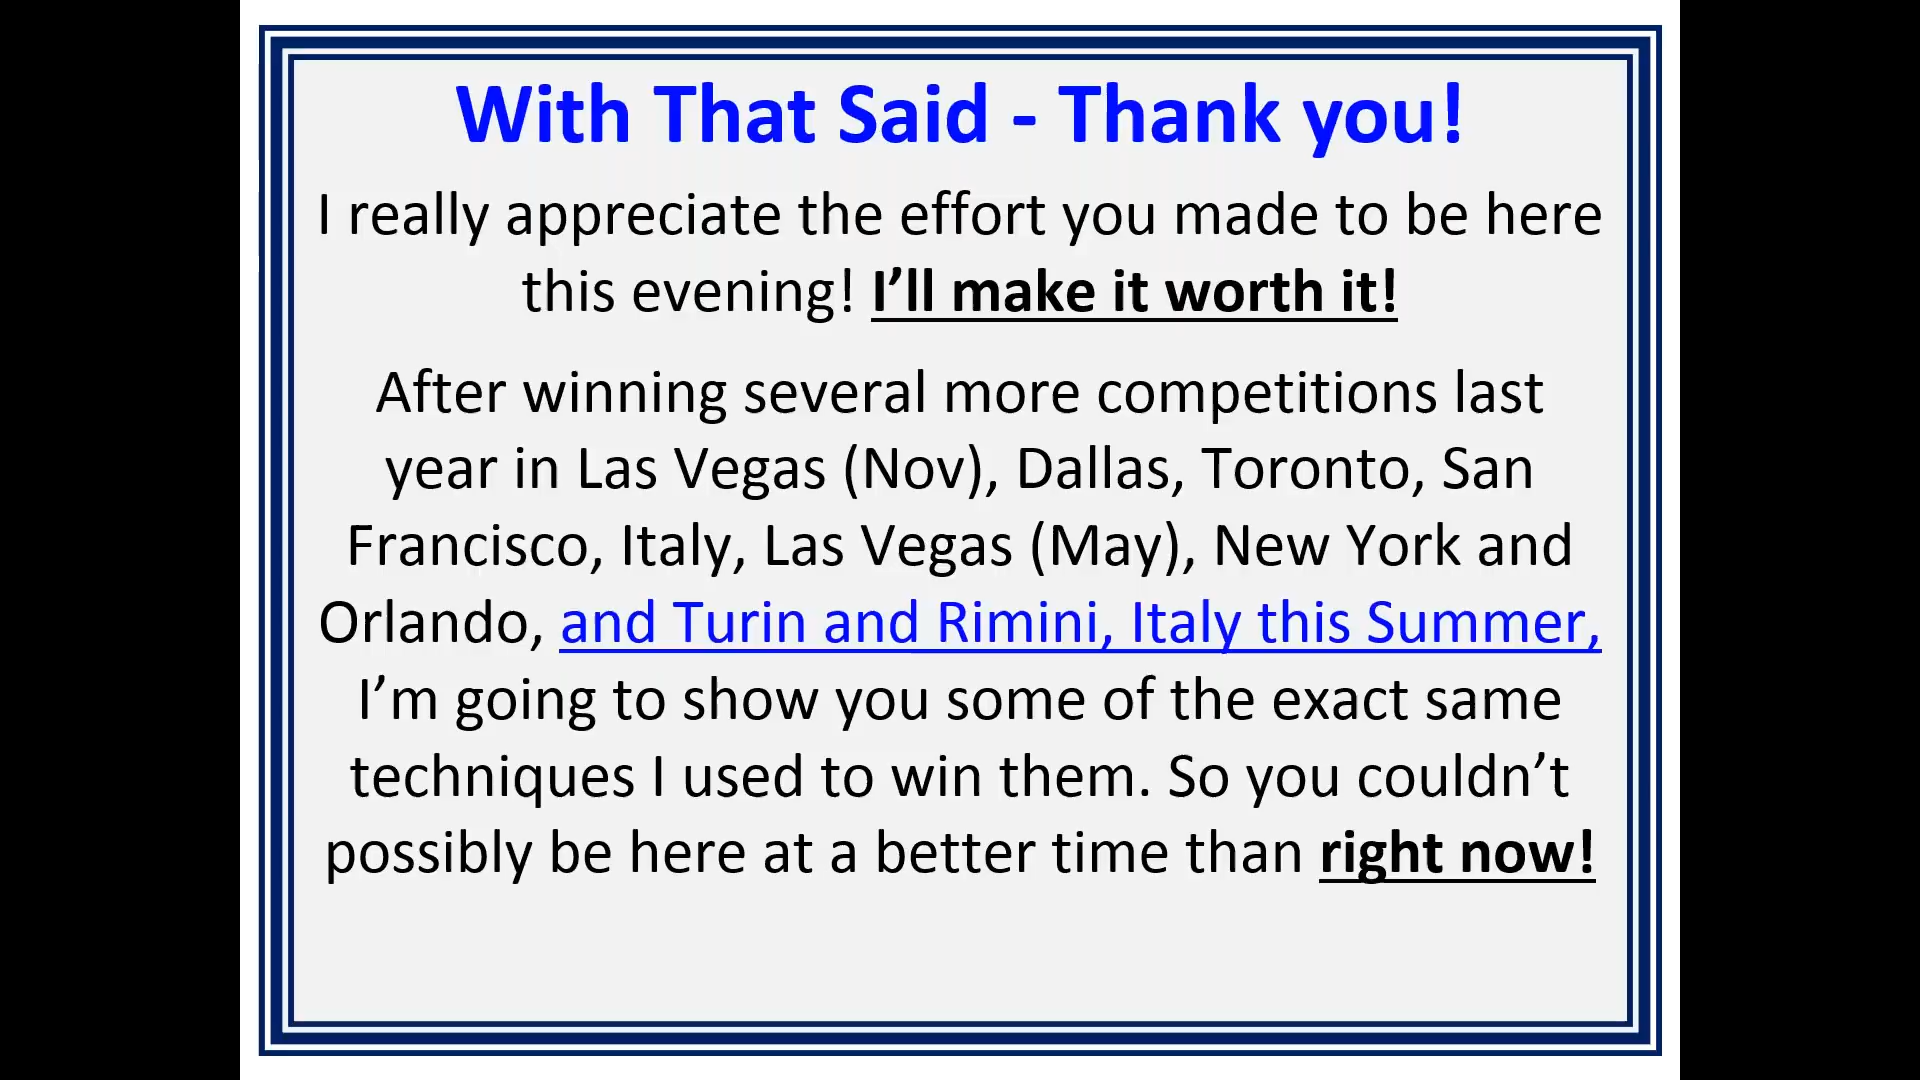 With That Said - Thank you!
I really appreciate the effort you made to be here
this evening! I’ll make it worth it!
After winning several more competitions last
year in Las Vegas (Nov), Dallas, Toronto, San
Francisco, Italy, Las Vegas (May), New York and
Orlando, and Turin and Rimini, Italy this Summer,
I’m going to show you some of the exact same
techniques I used to win them. So you couldn’t
possibly be here at a better time than right now!